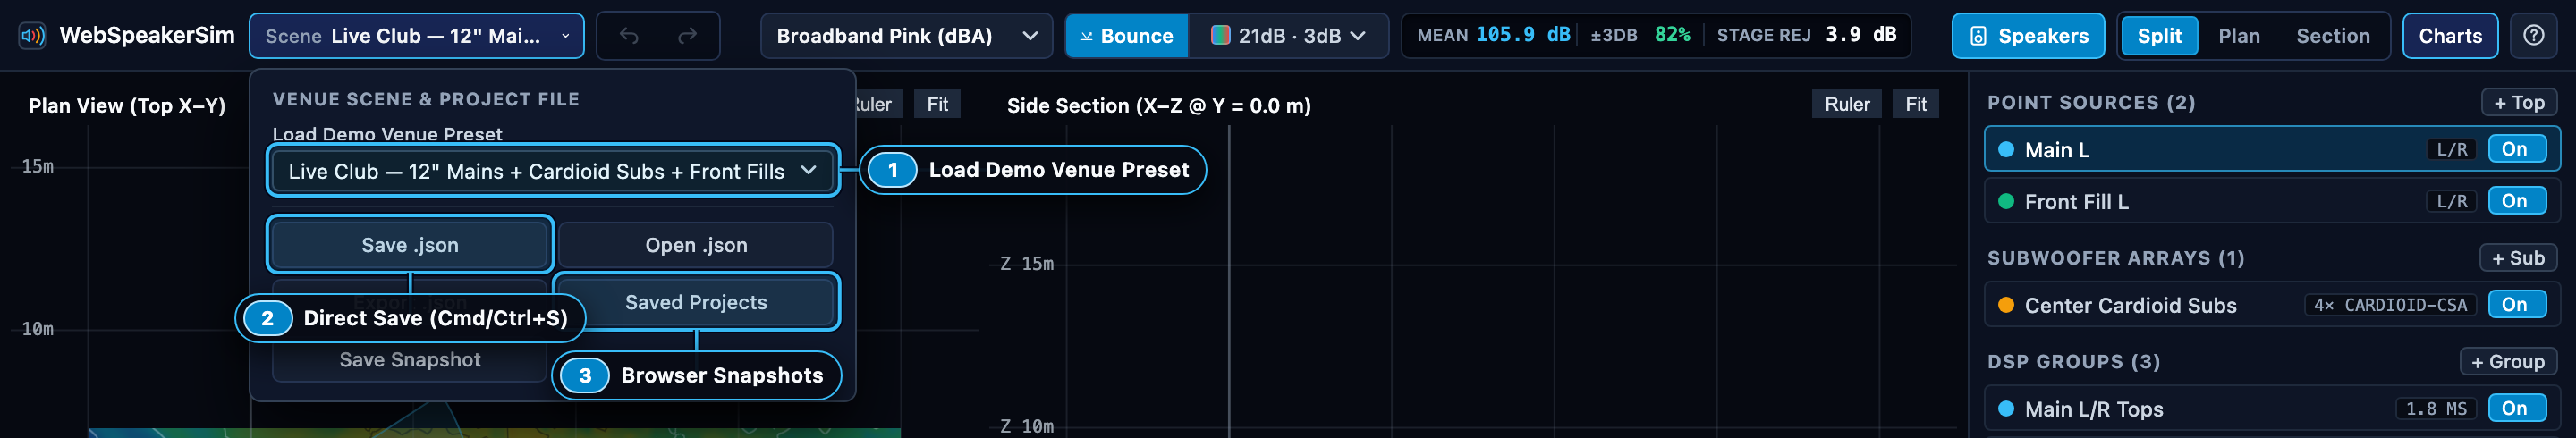 WebSpeakerSim
Scene Live Club — 12" Mai...
Broadband Pink (dBA)
Bounce
21dB · 3dB
MEAN 105.9 dB
±3DB 82%
STAGE REJ 3.9 dB
Speakers
Split
Plan
Section
Charts
Plan View (Top X–Y)
Ruler
Fit
15m
10m
VENUE SCENE & PROJECT FILE
Load Demo Venue Preset
Live Club — 12" Mains + Cardioid Subs + Front Fills
1 Load Demo Venue Preset
Save .json
Open .json
Export .json
Saved Projects
2 Direct Save (Cmd/Ctrl+S)
Save Snapshot
3 Browser Snapshots
Side Section (X–Z @ Y = 0.0 m)
Ruler
Fit
Z 15m
Z 10m
POINT SOURCES (2)
+ Top
Main L
L/R
On
Front Fill L
L/R
On
SUBWOOFER ARRAYS (1)
+ Sub
Center Cardioid Subs
4× CARDIOID-CSA
On
DSP GROUPS (3)
+ Group
Main L/R Tops
1.8 MS
On